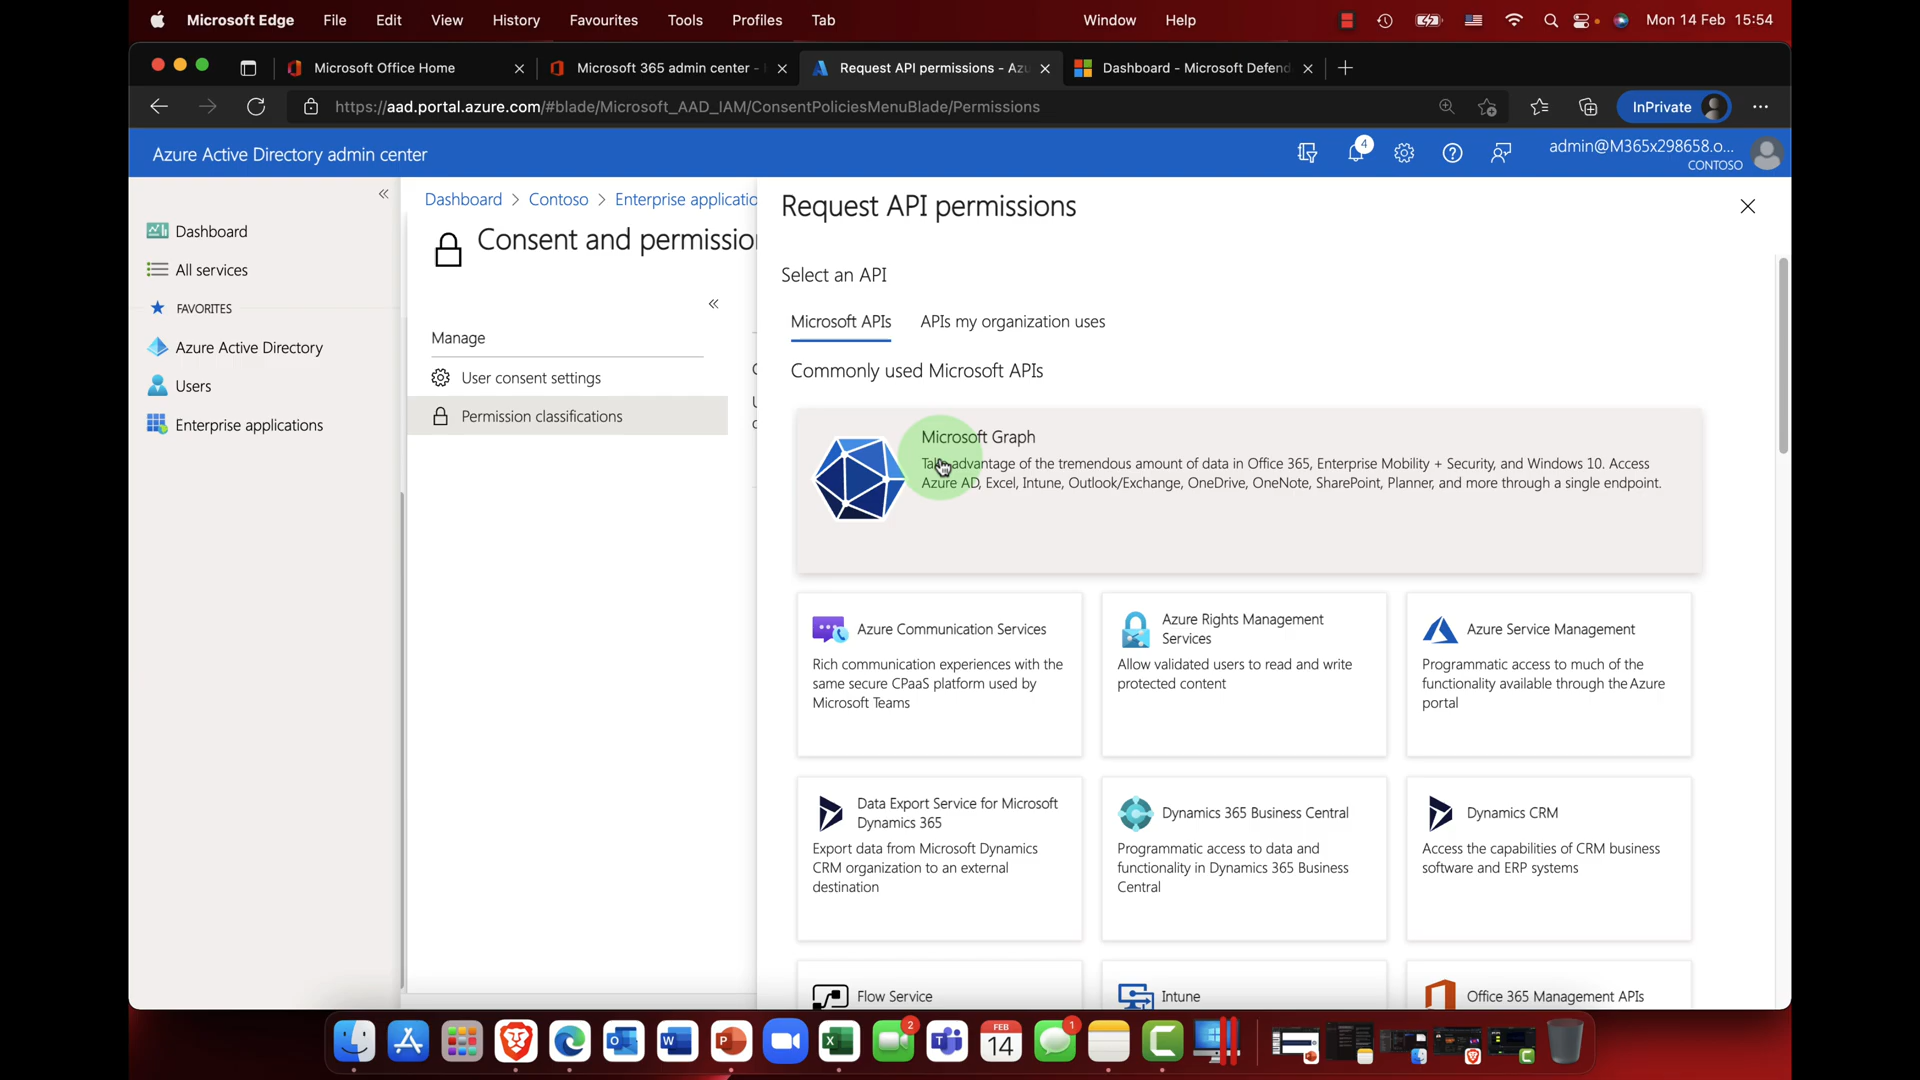 Microsoft Edge File Edit View History Favourites Tools Profiles Tab Window Help Mon 14 Feb 15:54
Microsoft Office Home
Microsoft 365 admin center -
Request API permissions - Azu
Dashboard - Microsoft Defend
https://aad.portal.azure.com/#blade/Microsoft_AAD_IAM/ConsentPoliciesMenuBlade/Permissions
InPrivate
Azure Active Directory admin center
4
admin@M365x298658.o...
CONTOSO
Dashboard
All services
FAVORITES
Azure Active Directory
Users
Enterprise applications
Dashboard > Contoso > Enterprise applicatio
Consent and permission
Manage
User consent settings
Permission classifications
Request API permissions
Select an API
Microsoft APIs APIs my organization uses
Commonly used Microsoft APIs
Microsoft Graph
Take advantage of the tremendous amount of data in Office 365, Enterprise Mobility + Security, and Windows 10. Access
Azure AD, Excel, Intune, Outlook/Exchange, OneDrive, OneNote, SharePoint, Planner, and more through a single endpoint.
Azure Communication Services
Rich communication experiences with the
same secure CPaaS platform used by
Microsoft Teams
Azure Rights Management
Services
Allow validated users to read and write
protected content
Azure Service Management
Programmatic access to much of the
functionality available through the Azure
portal
Data Export Service for Microsoft
Dynamics 365
Export data from Microsoft Dynamics
CRM organization to an external
destination
Dynamics 365 Business Central
Programmatic access to data and
functionality in Dynamics 365 Business
Central
Dynamics CRM
Access the capabilities of CRM business
software and ERP systems
Flow Service
Intune
Office 365 Management APIs
2
FEB
14
1